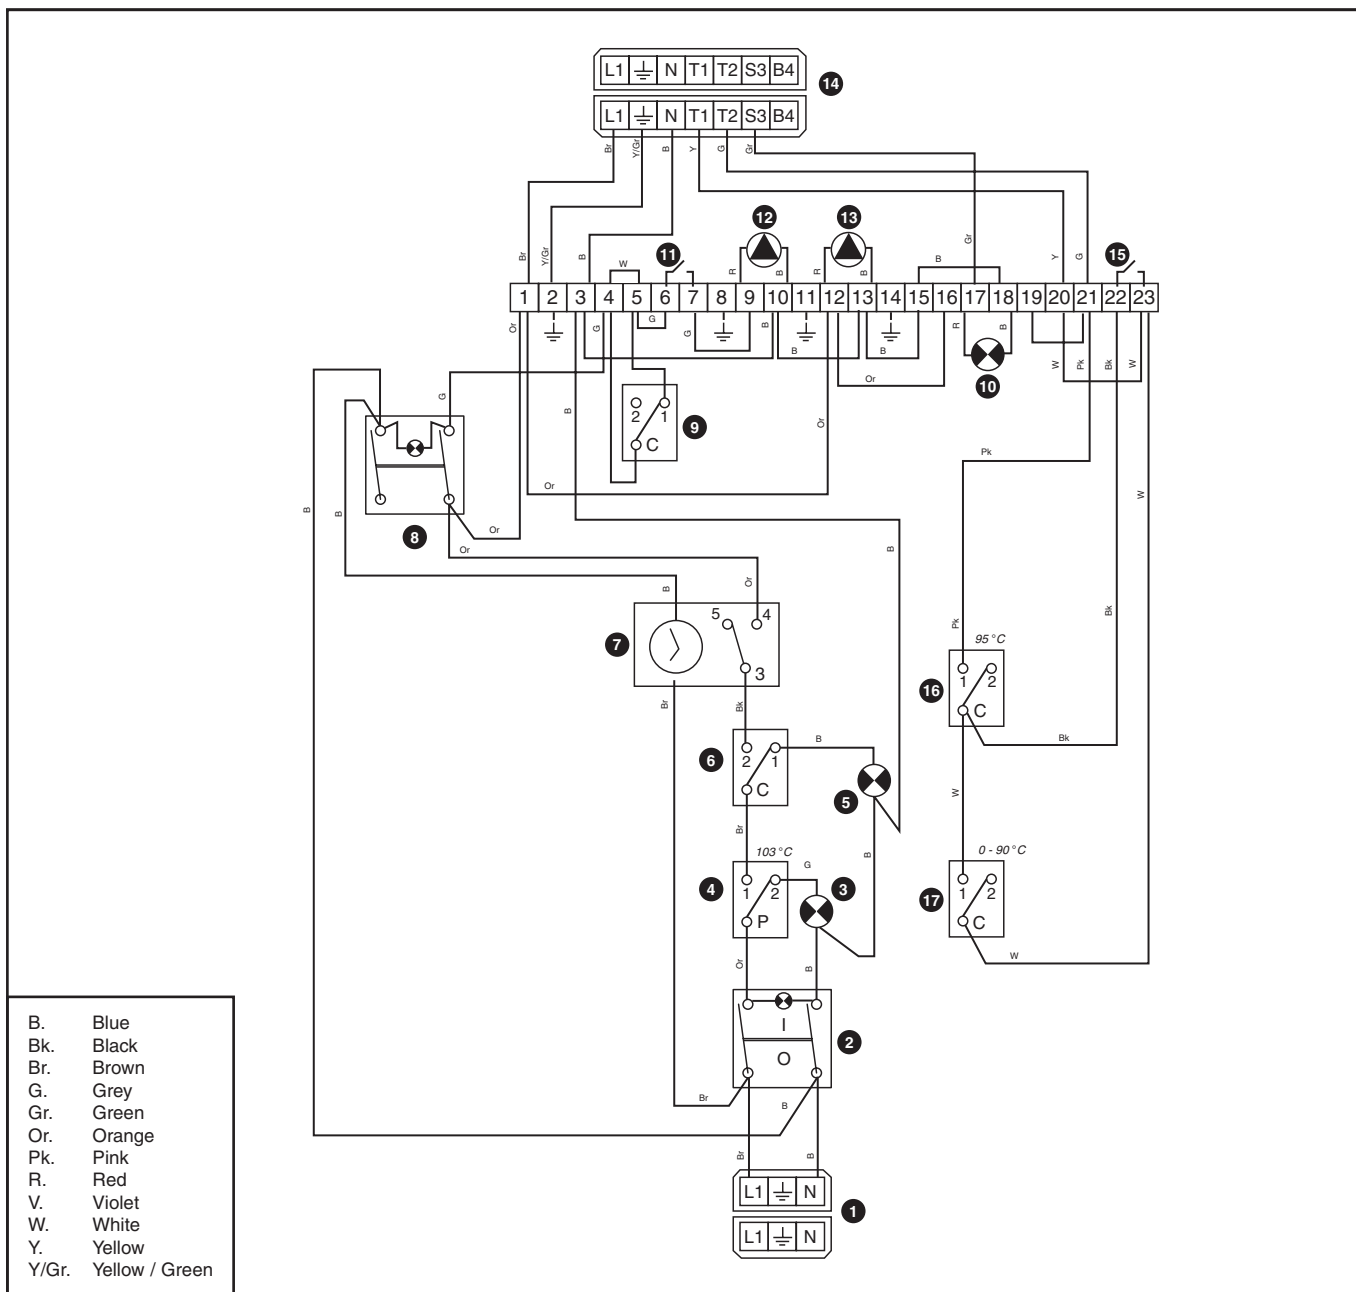 L1 N T1 T2 S3 B4
14
L1 N T1 T2 S3 B4
Br Y/Gr B Y G Gr
12 13
Br Y/Gr B W 11 R B R B B Gr Y G 15
1 2 3 4 5 6 7 8 9 10 11 12 13 14 15 16 17 18 19 20 21 22 23
Or G G G B B B Or R B W Pk Bk W
10
G B 2 1 9 Or
C
Pk
Or W
B B 8 Or
Or B
B Or
5 4
7 3
Br Bk
Pk 95°C Bk
16 1 2
C
Bk
B
6 2 1
C 5
W
Br B
103°C G 3
4 1 2
P
0 - 90°C
17 1 2
C
W
Or B
I
2
O
Br B
Br B
L1 N
1
L1 N
B. Blue
Bk. Black
Br. Brown
G. Grey
Gr. Green
Or. Orange
Pk. Pink
R. Red
V. Violet
W. White
Y. Yellow
Y/Gr. Yellow / Green